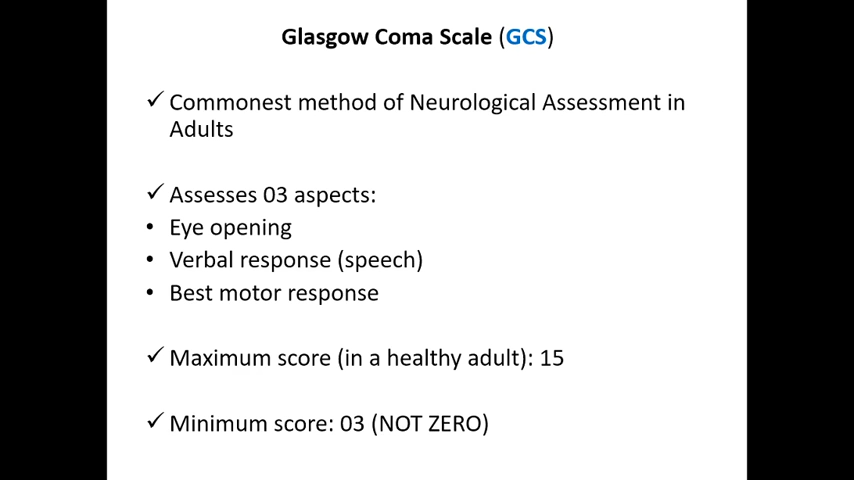 Glasgow Coma Scale (GCS)
✓ Commonest method of Neurological Assessment in
Adults
✓ Assesses 03 aspects:
• Eye opening
• Verbal response (speech)
• Best motor response
✓ Maximum score (in a healthy adult): 15
✓ Minimum score: 03 (NOT ZERO)